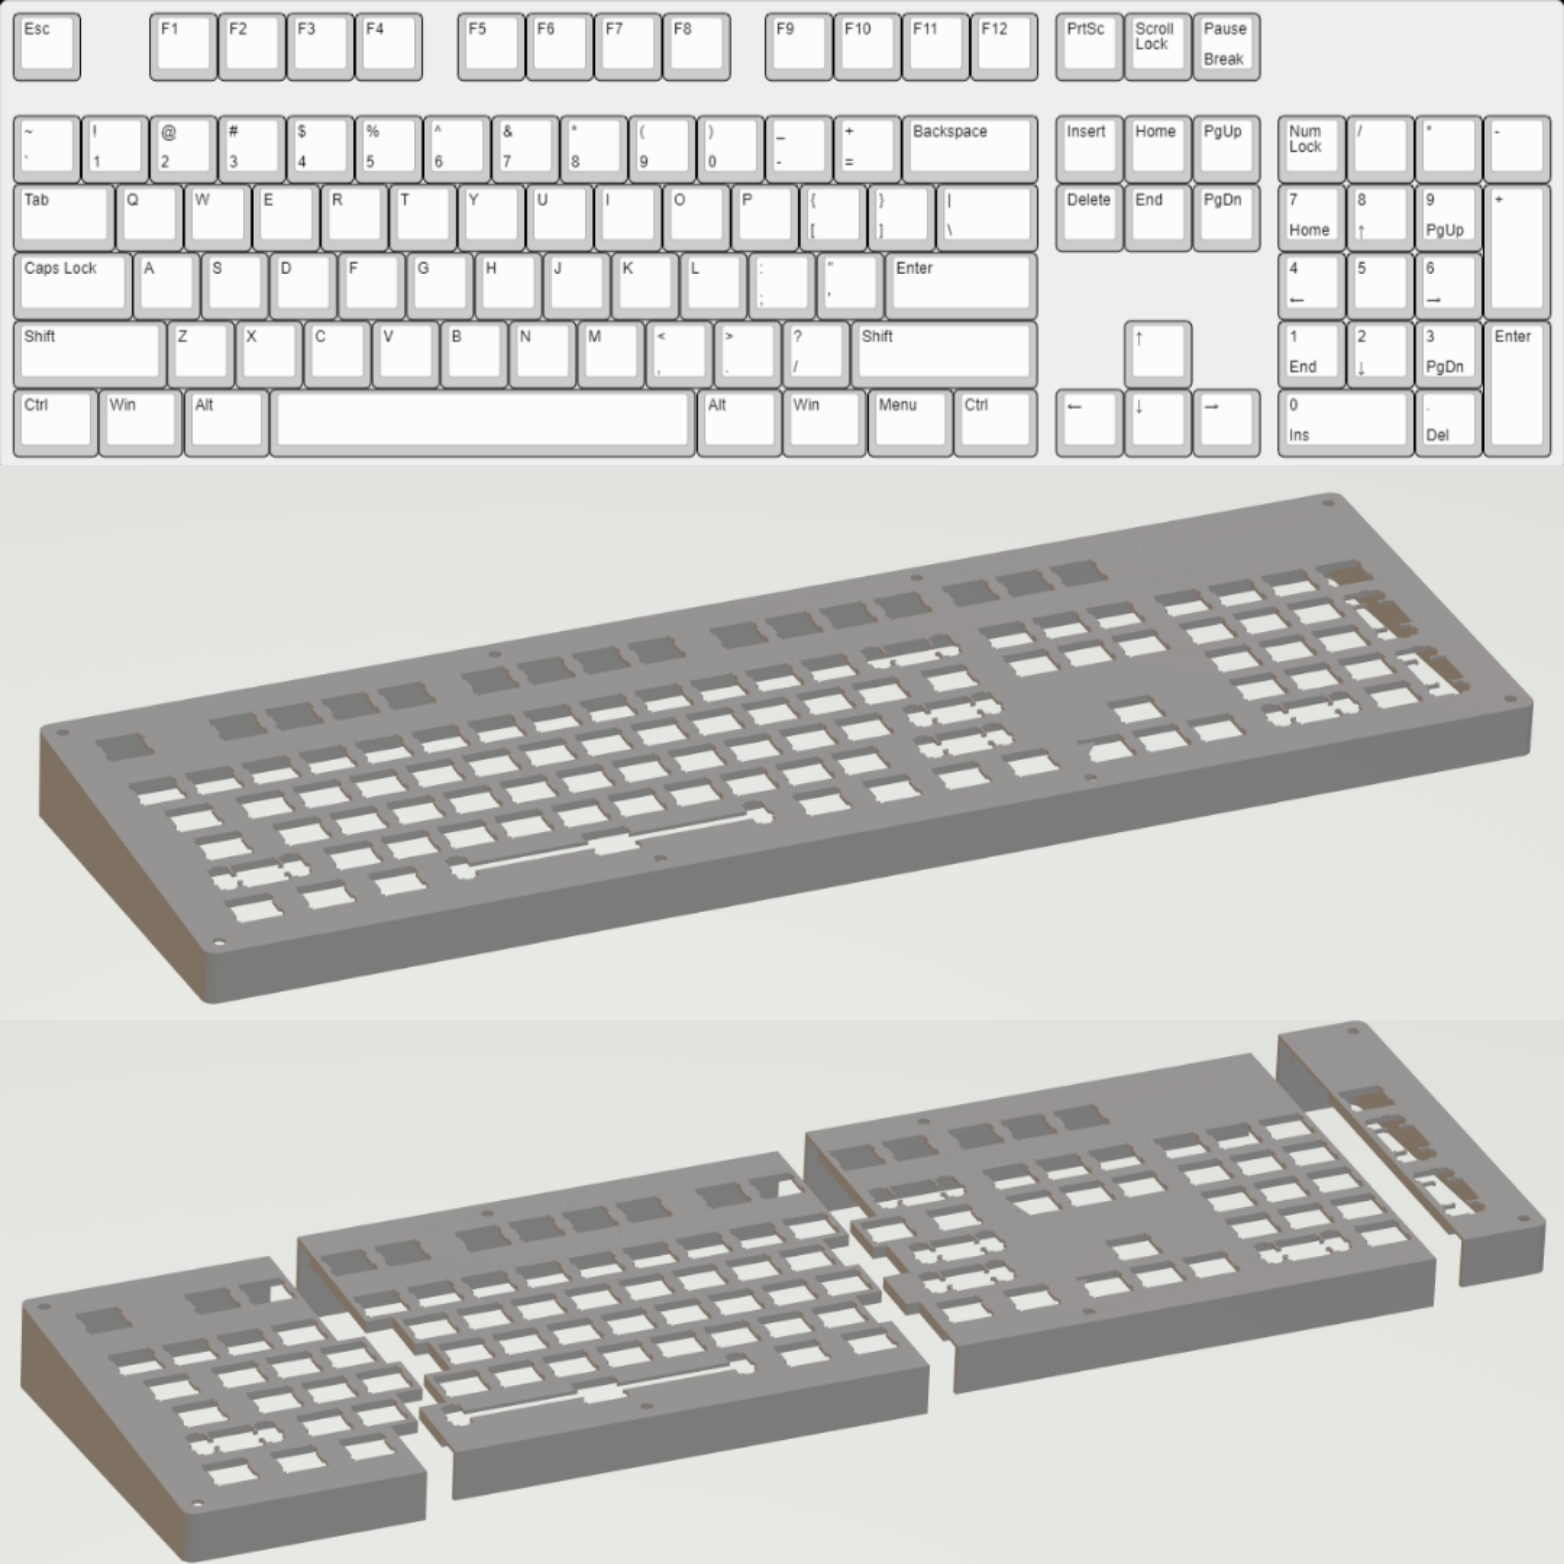 Esc F1 F2 F3 F4 F5 F6 F7 F8 F9 F10 F11 F12 PrtSc Scroll Lock Pause Break
~ ` ! 1 @ 2 # 3 $ 4 % 5 ^ 6 & 7 * 8 ( 9 ) 0 _ - + = Backspace Insert Home PgUp Num Lock / * -
Tab Q W E R T Y U I O P { [ } ] | \ Delete End PgDn 7 Home 8 ↑ 9 PgUp +
Caps Lock A S D F G H J K L : ; " ' Enter 4 ← 5 6 →
Shift Z X C V B N M < , > . ? / Shift ↑ 1 End 2 ↓ 3 PgDn Enter
Ctrl Win Alt Alt Win Menu Ctrl ← ↓ → 0 Ins . Del